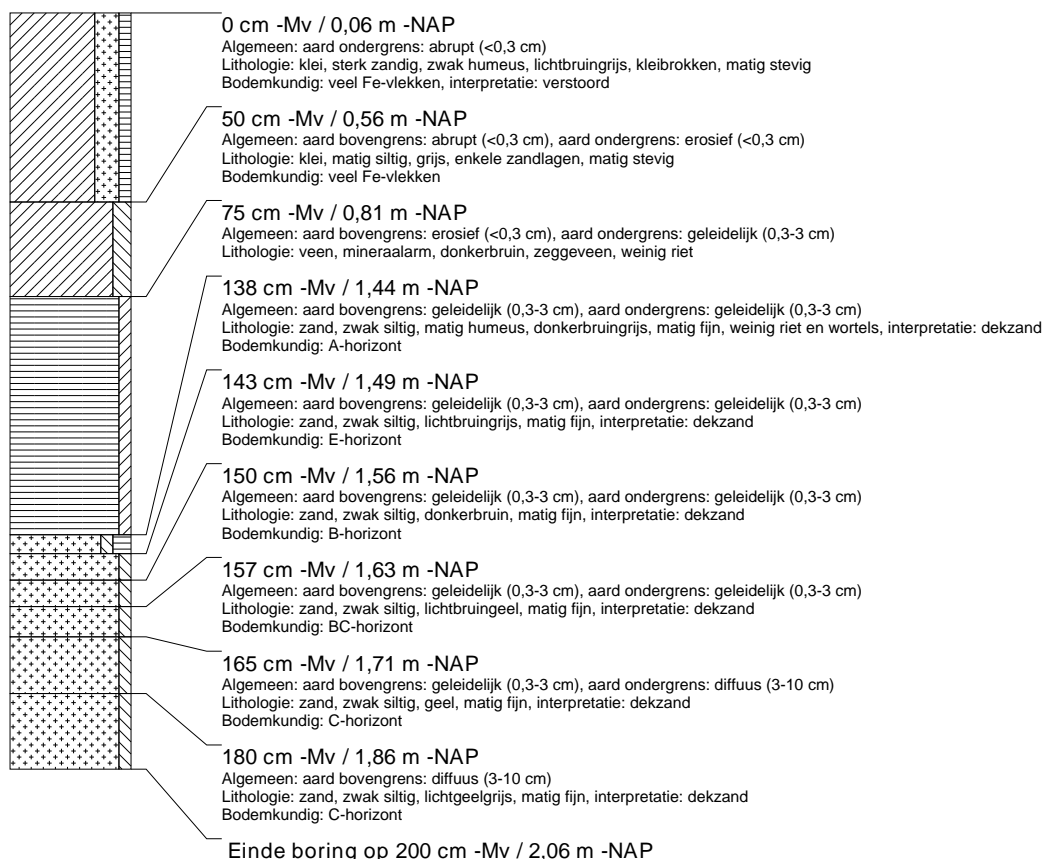 0 cm -Mv / 0,06 m -NAP
Algemeen: aard ondergrens: abrupt (<0,3 cm)
Lithologie: klei, sterk zandig, zwak humeus, lichtbruingrijs, kleibrokken, matig stevig
Bodemkundig: veel Fe-vlekken, interpretatie: verstoord
50 cm -Mv / 0,56 m -NAP
Algemeen: aard bovengrens: abrupt (<0,3 cm), aard ondergrens: erosief (<0,3 cm)
Lithologie: klei, matig siltig, grijs, enkele zandlagen, matig stevig
Bodemkundig: veel Fe-vlekken
75 cm -Mv / 0,81 m -NAP
Algemeen: aard bovengrens: erosief (<0,3 cm), aard ondergrens: geleidelijk (0,3-3 cm)
Lithologie: veen, mineraalarm, donkerbruin, zeggeveen, weinig riet
138 cm -Mv / 1,44 m -NAP
Algemeen: aard bovengrens: geleidelijk (0,3-3 cm), aard ondergrens: geleidelijk (0,3-3 cm)
Lithologie: zand, zwak siltig, matig humeus, donkerbruingrijs, matig fijn, weinig riet en wortels, interpretatie: dekzand
Bodemkundig: A-horizont
143 cm -Mv / 1,49 m -NAP
Algemeen: aard bovengrens: geleidelijk (0,3-3 cm), aard ondergrens: geleidelijk (0,3-3 cm)
Lithologie: zand, zwak siltig, lichtbruingrijs, matig fijn, interpretatie: dekzand
Bodemkundig: E-horizont
150 cm -Mv / 1,56 m -NAP
Algemeen: aard bovengrens: geleidelijk (0,3-3 cm), aard ondergrens: geleidelijk (0,3-3 cm)
Lithologie: zand, zwak siltig, donkerbruin, matig fijn, interpretatie: dekzand
Bodemkundig: B-horizont
157 cm -Mv / 1,63 m -NAP
Algemeen: aard bovengrens: geleidelijk (0,3-3 cm), aard ondergrens: geleidelijk (0,3-3 cm)
Lithologie: zand, zwak siltig, lichtbruingeel, matig fijn, interpretatie: dekzand
Bodemkundig: BC-horizont
165 cm -Mv / 1,71 m -NAP
Algemeen: aard bovengrens: geleidelijk (0,3-3 cm), aard ondergrens: diffuus (3-10 cm)
Lithologie: zand, zwak siltig, geel, matig fijn, interpretatie: dekzand
Bodemkundig: C-horizont
180 cm -Mv / 1,86 m -NAP
Algemeen: aard bovengrens: diffuus (3-10 cm)
Lithologie: zand, zwak siltig, lichtgeelgrijs, matig fijn, interpretatie: dekzand
Bodemkundig: C-horizont
Einde boring op 200 cm -Mv / 2,06 m -NAP